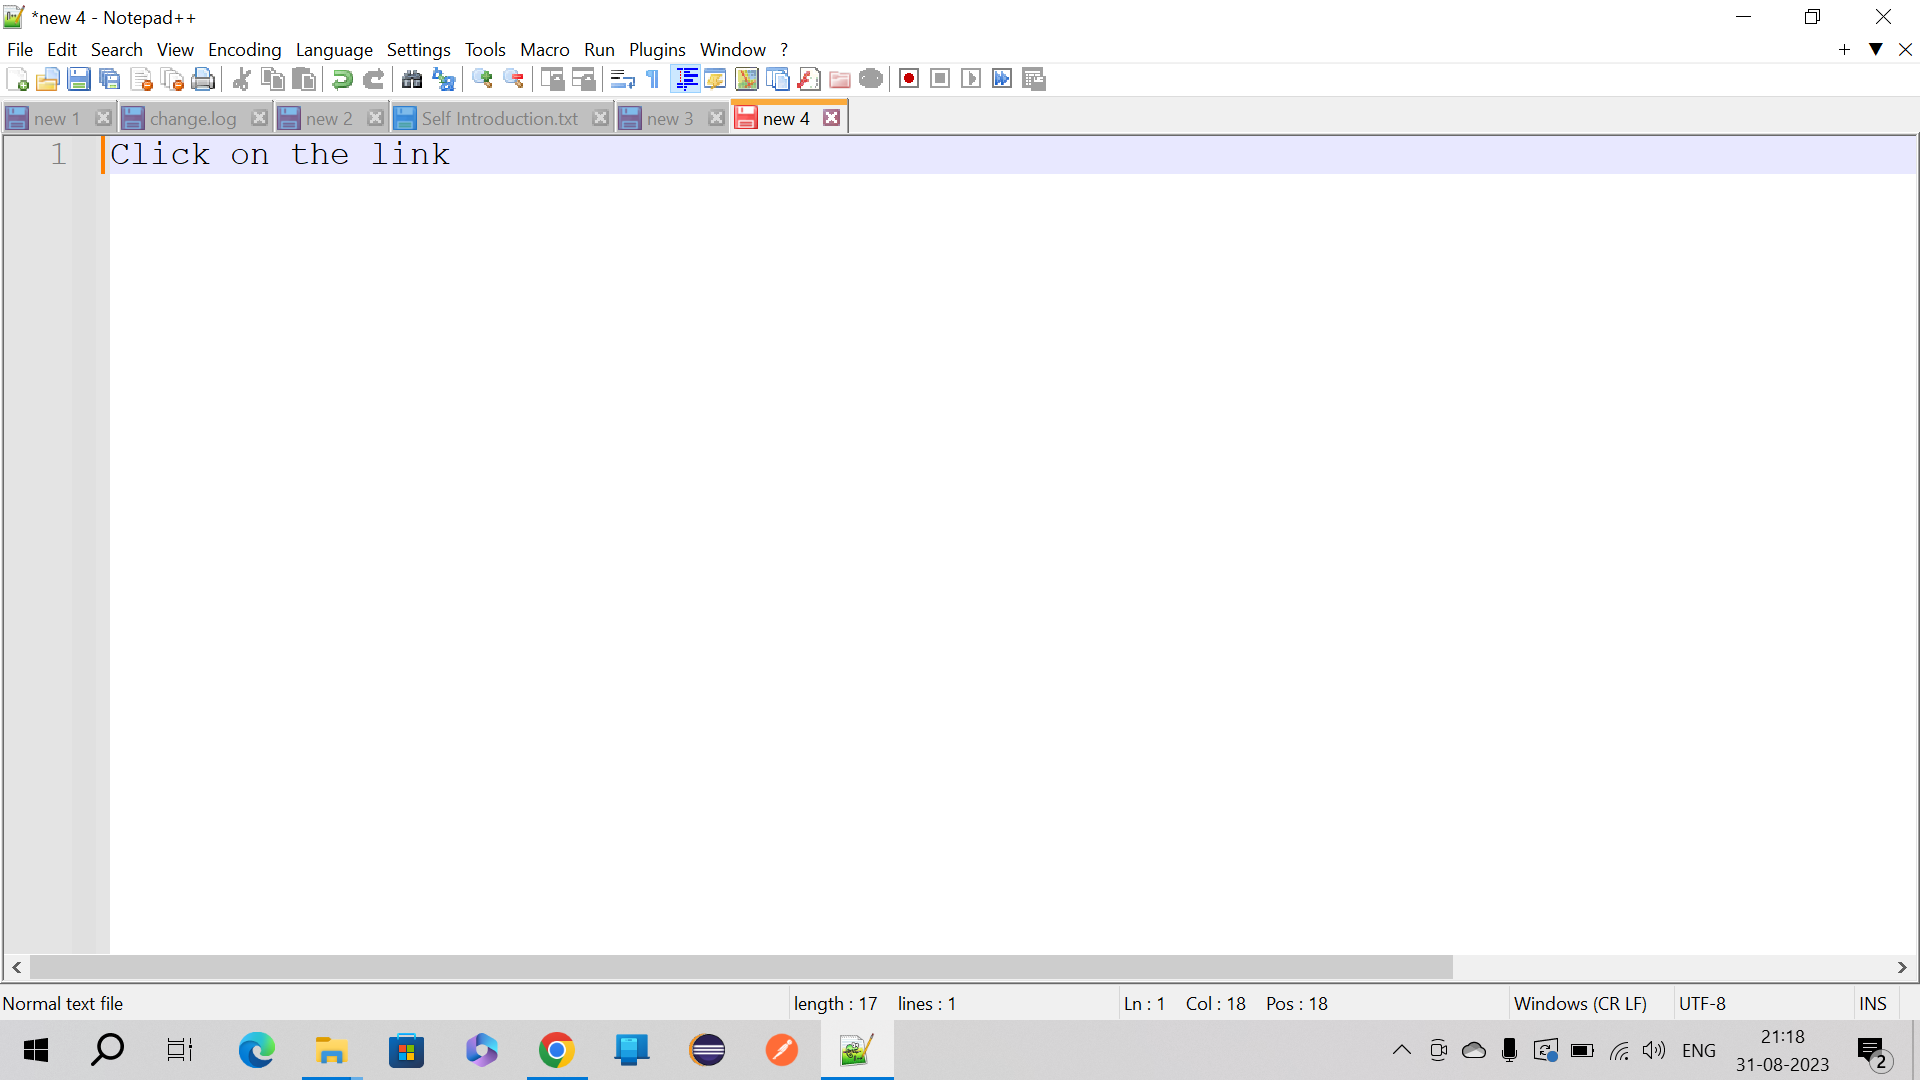 *new 4 - Notepad++
File Edit Search View Encoding Language Settings Tools Macro Run Plugins Window ?
new 1 change.log new 2 Self Introduction.txt new 3 new 4
1 Click on the link
Normal text file length : 17 lines : 1 Ln : 1 Col : 18 Pos : 18 Windows (CR LF) UTF-8 INS
ENG 21:18
31-08-2023 2